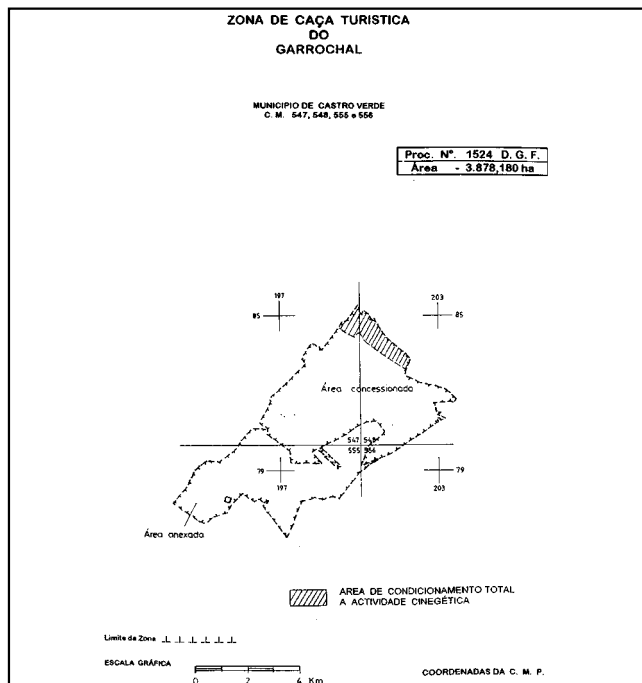 ZONA DE CAÇA TURISTICA
DO
GARROCHAL
MUNICIPIO DE CASTRO VERDE
C. M. 547, 548, 555 e 556
Proc. Nº. 1524 D. G. F.
Área - 3.878,180 ha
197
203
85
85
Área concessionada
547 548
555 556
79
79
197
203
Área anexada
AREA DE CONDICIONAMENTO TOTAL
A ACTIVIDADE CINEGÉTICA
Limite da Zona
ESCALA GRÁFICA
0 2 4 Km
COORDENADAS DA C. M. P.